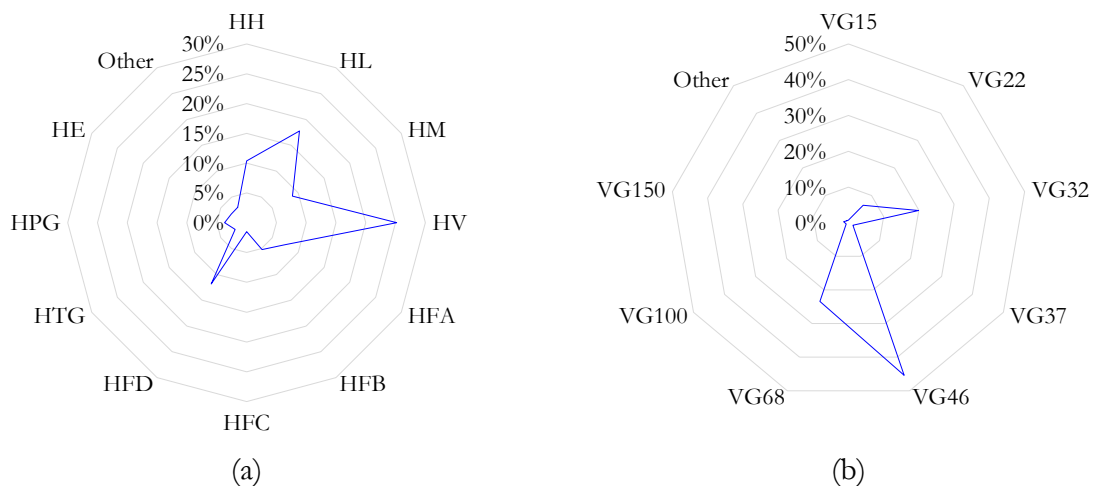 HH
HL
HM
HV
HFA
HFB
HFC
HFD
HTG
HPG
HE
Other
30%
25%
20%
15%
10%
5%
0%
(a)
VG15
VG22
VG32
VG37
VG46
VG68
VG100
VG150
Other
50%
40%
30%
20%
10%
0%
(b)